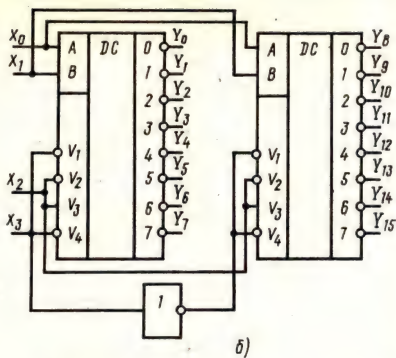 X₀ A DC 0 Y₀ A DC 0 Y₈
X₁ B 1 Y₁ B 1 Y₉
2 Y₂ 2 Y₁₀
3 Y₃ 3 Y₁₁
V₁ 4 Y₄ V₁ 4 Y₁₂
X₂ V₂ 5 Y₅ V₂ 5 Y₁₃
V₃ 6 Y₆ V₃ 6 Y₁₄
X₃ V₄ 7 Y₇ V₄ 7 Y₁₅
1
б)